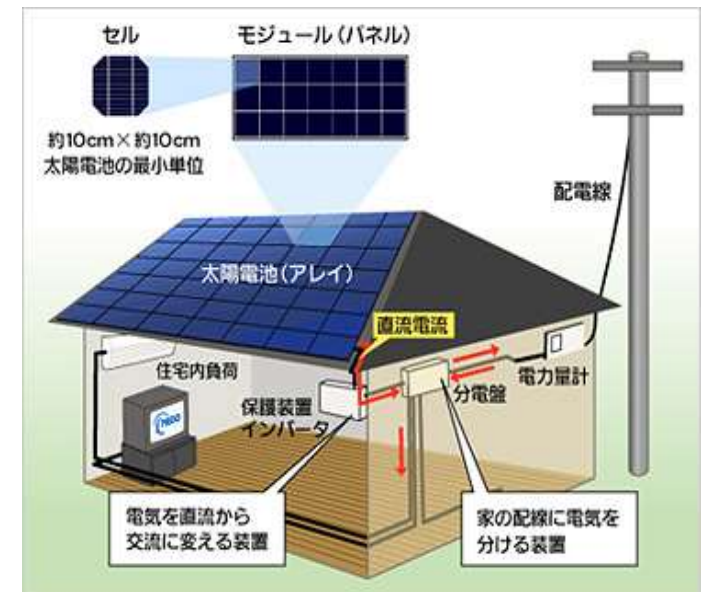 セル
モジュール(パネル)
約10cm×約10cm
太陽電池の最小単位
配電線
太陽電池(アレイ)
直流電流
住宅内負荷
保護装置
インバータ
分電盤
電力量計
NEDO
電気を直流から
交流に変える装置
家の配線に電気を
分ける装置